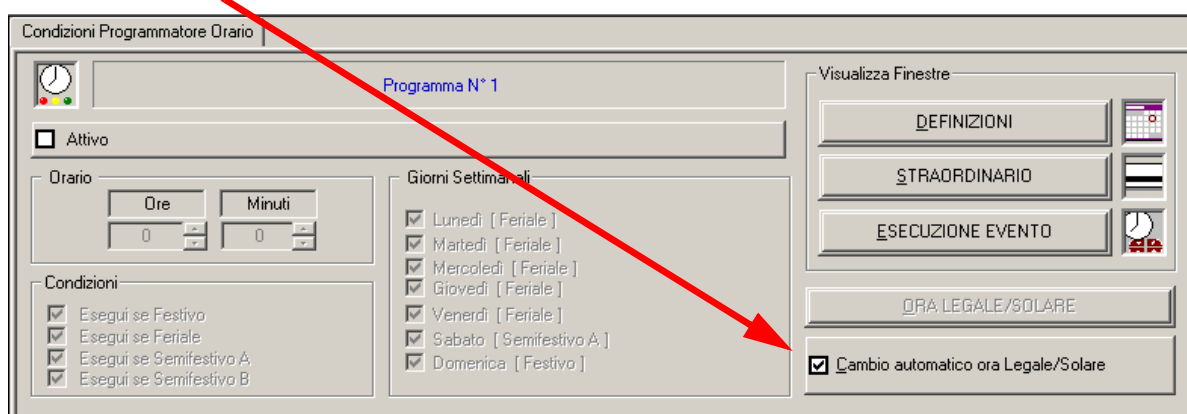 Condizioni Programmatore Orario
Programma N° 1
Attivo
Orario
Ore
Minuti
0
0
Condizioni
Esegui se Festivo
Esegui se Feriale
Esegui se Semifestivo A
Esegui se Semifestivo B
Giorni Settimanali
Lunedì [ Feriale ]
Martedì [ Feriale ]
Mercoledì [ Feriale ]
Giovedì [ Feriale ]
Venerdì [ Feriale ]
Sabato [ Semifestivo A ]
Domenica [ Festivo ]
Visualizza Finestre
DEFINIZIONI
STRAORDINARIO
ESECUZIONE EVENTO
ORA LEGALE/SOLARE
Cambio automatico ora Legale/Solare